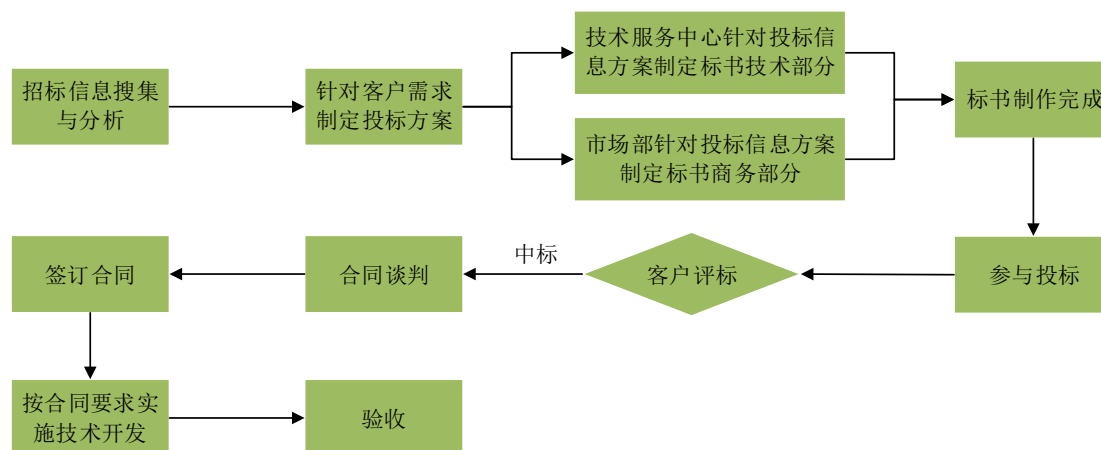 招标信息搜集
与分析
针对客户需求
制定投标方案
技术服务中心针对投标信
息方案制定标书技术部分
市场部针对投标信息方案
制定标书商务部分
标书制作完成
签订合同
合同谈判
中标
客户评标
参与投标
按合同要求实
施技术开发
验收